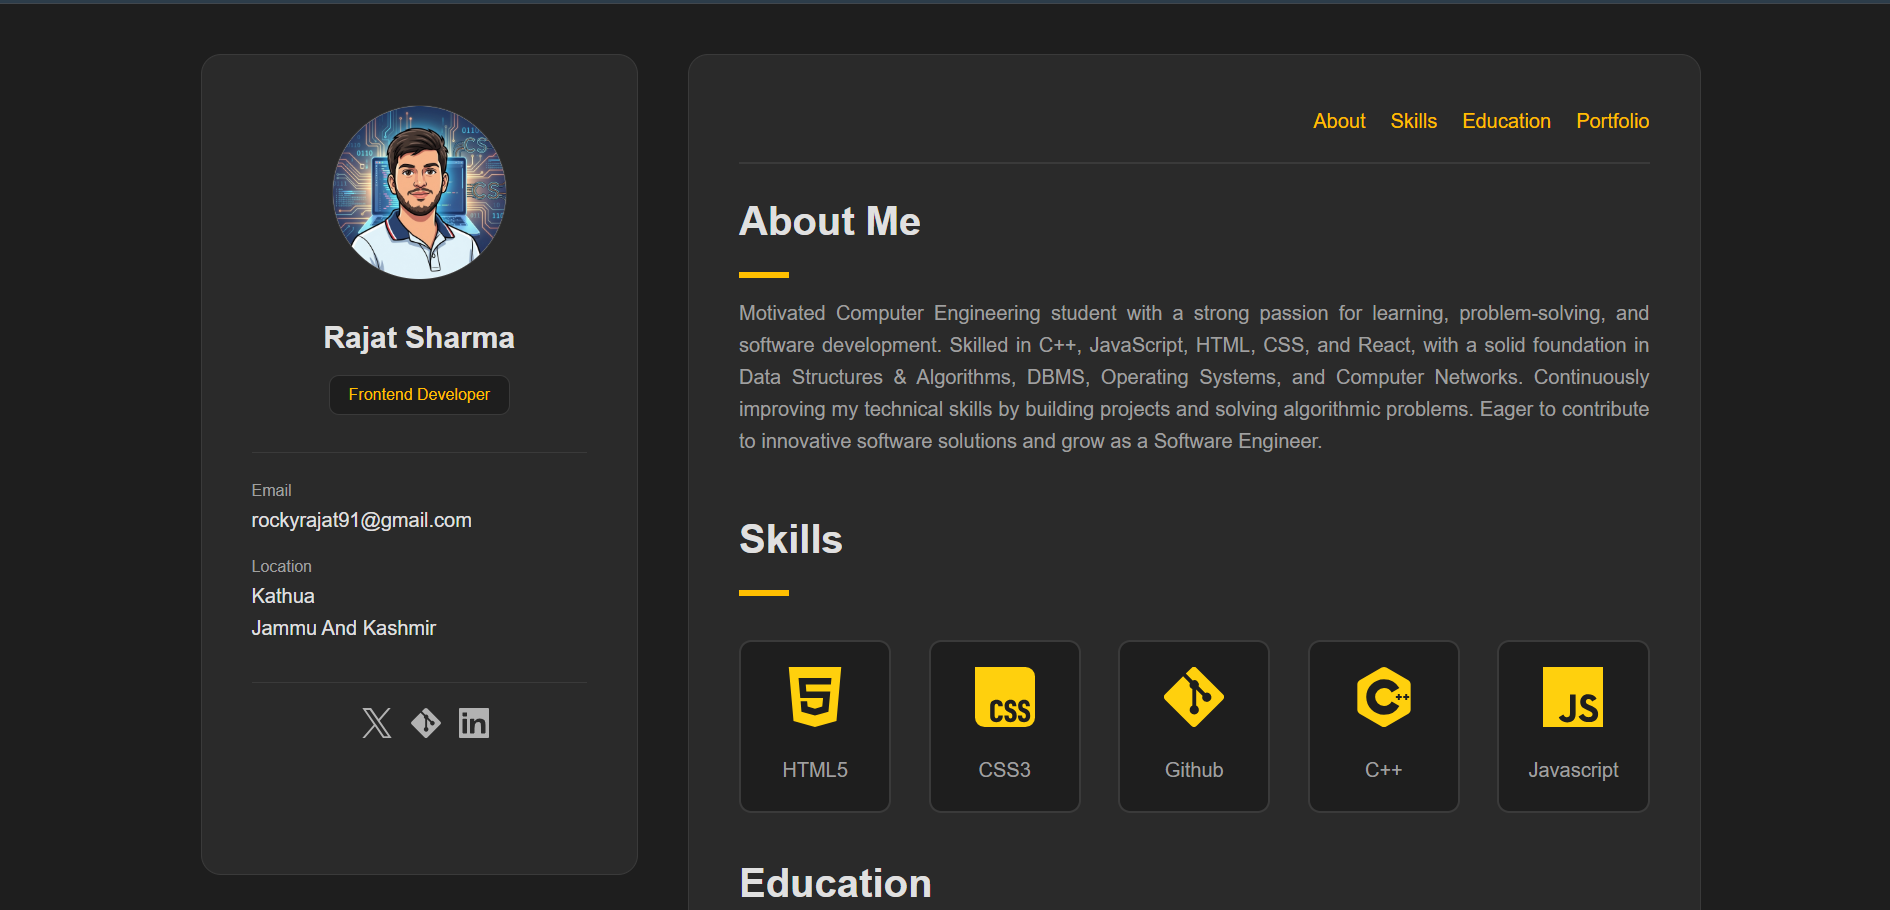 Rajat Sharma
Frontend Developer
Email
rockyrajat91@gmail.com
Location
Kathua
Jammu And Kashmir
in
About Skills Education Portfolio
About Me
Motivated Computer Engineering student with a strong passion for learning, problem-solving, and
software development. Skilled in C++, JavaScript, HTML, CSS, and React, with a solid foundation in
Data Structures & Algorithms, DBMS, Operating Systems, and Computer Networks. Continuously
improving my technical skills by building projects and solving algorithmic problems. Eager to contribute
to innovative software solutions and grow as a Software Engineer.
Skills
5 CSS C++ JS
HTML5 CSS3 Github C++ Javascript
Education